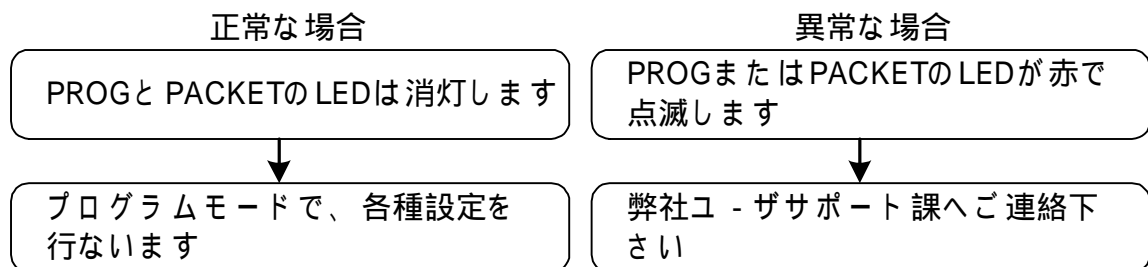 正常な場合
PROGとPACKETのLEDは消灯します
プログラムモードで、各種設定を
行ないます
異常な場合
PROGまたはPACKETのLEDが赤で
点滅します
弊社ユ-ザサポート課へご連絡下
さい